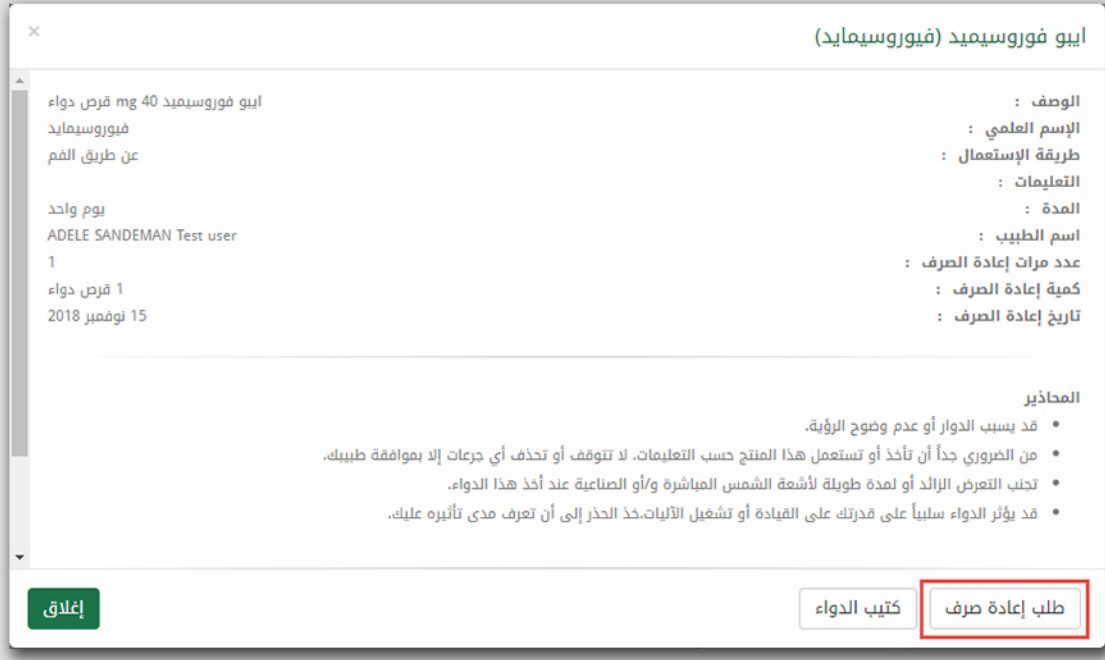 ايبو فوروسيميد (فيوروسيمايد)
×
الوصف : ايبو فوروسيميد 40 mg قرص دواء
الإسم العلمي : فيوروسيمايد
طريقة الإستعمال : عن طريق الفم
التعليمات :
المدة : يوم واحد
اسم الطبيب : ADELE SANDEMAN Test user
عدد مرات إعادة الصرف : 1
كمية إعادة الصرف : 1 قرص دواء
تاريخ إعادة الصرف : 15 نوفمبر 2018
المحاذير
• قد يسبب الدوار أو عدم وضوح الرؤية.
• من الضروري جداً أن تأخذ أو تستعمل هذا المنتج حسب التعليمات. لا تتوقف أو تحذف أي جرعات إلا بموافقة طبيبك.
• تجنب التعرض الزائد أو لمدة طويلة لأشعة الشمس المباشرة و/أو الصناعية عند أخذ هذا الدواء.
• قد يؤثر الدواء سلبياً على قدرتك على القيادة أو تشغيل الآليات.خذ الحذر إلى أن تعرف مدى تأثيره عليك.
طلب إعادة صرف
كتيب الدواء
إغلاق